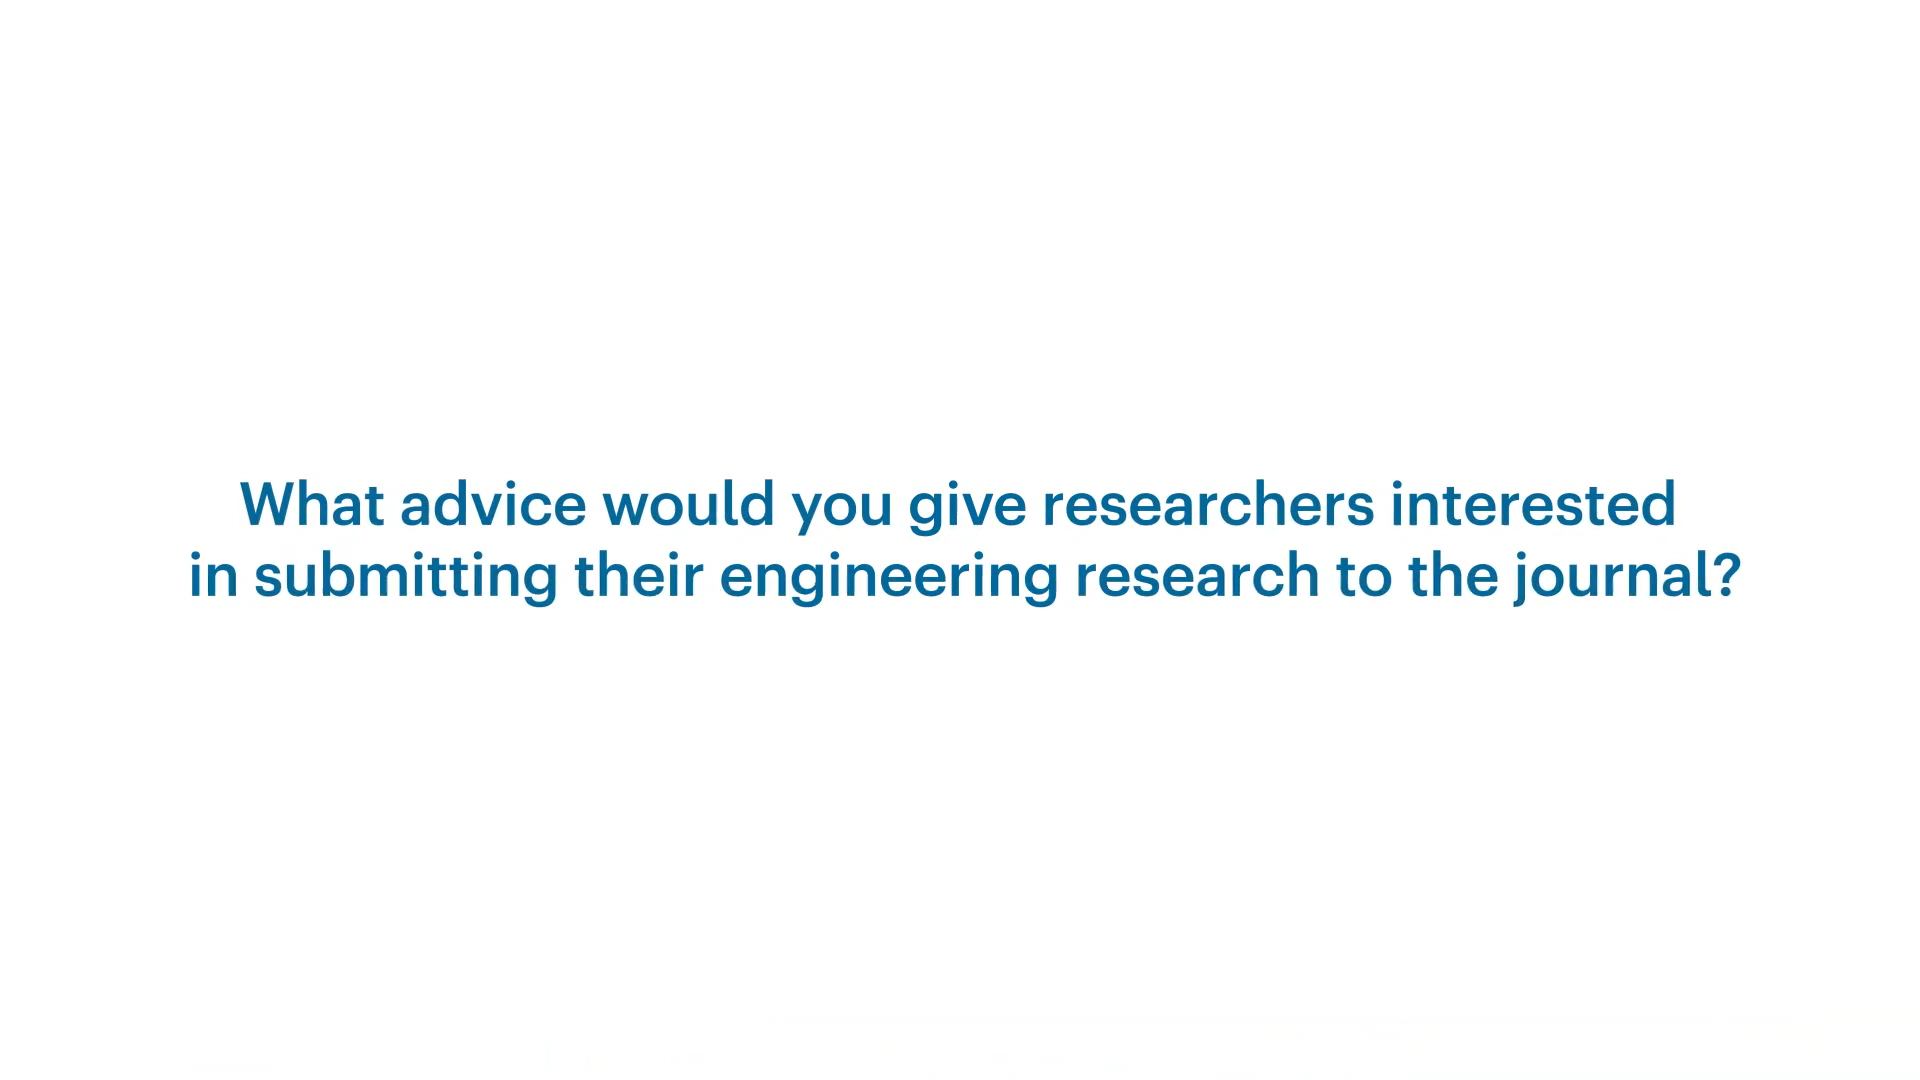 What advice would you give researchers interested
in submitting their engineering research to the journal?